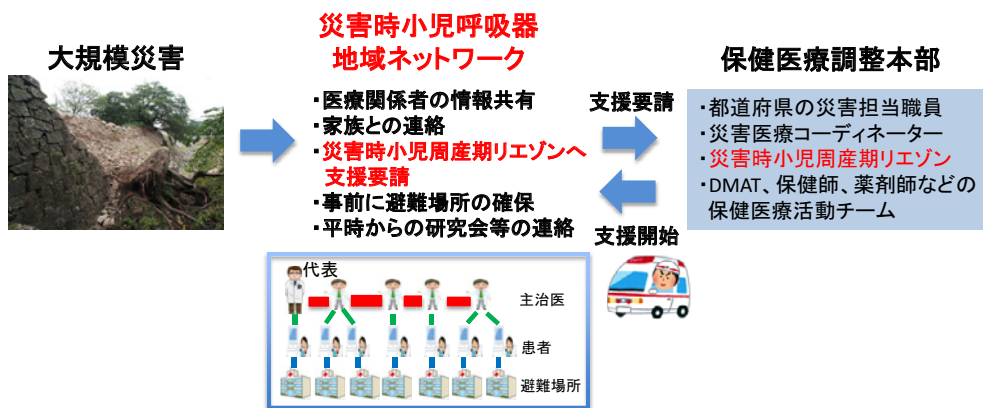 大規模災害
災害時小児呼吸器
地域ネットワーク
・医療関係者の情報共有
・家族との連絡
・災害時小児周産期リエゾンへ
支援要請
・事前に避難場所の確保
・平時からの研究会等の連絡
支援要請
支援開始
保健医療調整本部
・都道府県の災害担当職員
・災害医療コーディネーター
・災害時小児周産期リエゾン
・DMAT、保健師、薬剤師などの
保健医療活動チーム
代表
主治医
患者
避難場所